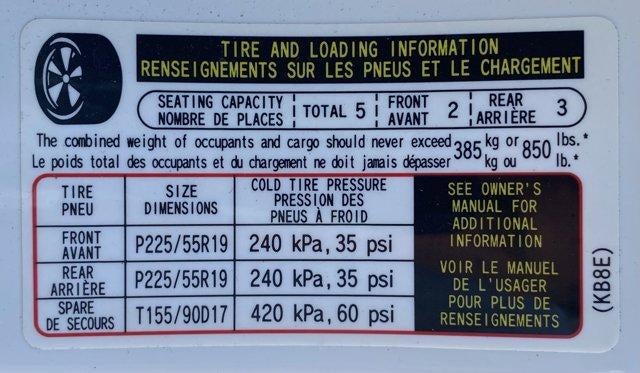 TIRE AND LOADING INFORMATION
RENSEIGNEMENTS SUR LES PNEUS ET LE CHARGEMENT
SEATING CAPACITY NOMBRE DE PLACES TOTAL 5 FRONT AVANT 2 REAR ARRIÈRE 3
The combined weight of occupants and cargo should never exceed 385 kg or 850 lbs.*
Le poids total des occupants et du chargement ne doit jamais dépasser kg ou lb.*
TIRE
PNEU
SIZE
DIMENSIONS
COLD TIRE PRESSURE
PRESSION DES
PNEUS À FROID
FRONT
AVANT
P225/55R19
240 kPa, 35 psi
REAR
ARRIÈRE
P225/55R19
240 kPa, 35 psi
SPARE
DE SECOURS
T155/90D17
420 kPa, 60 psi
SEE OWNER'S
MANUAL FOR
ADDITIONAL
INFORMATION
VOIR LE MANUEL
DE L'USAGER
POUR PLUS DE
RENSEIGNEMENTS
(KB8E)